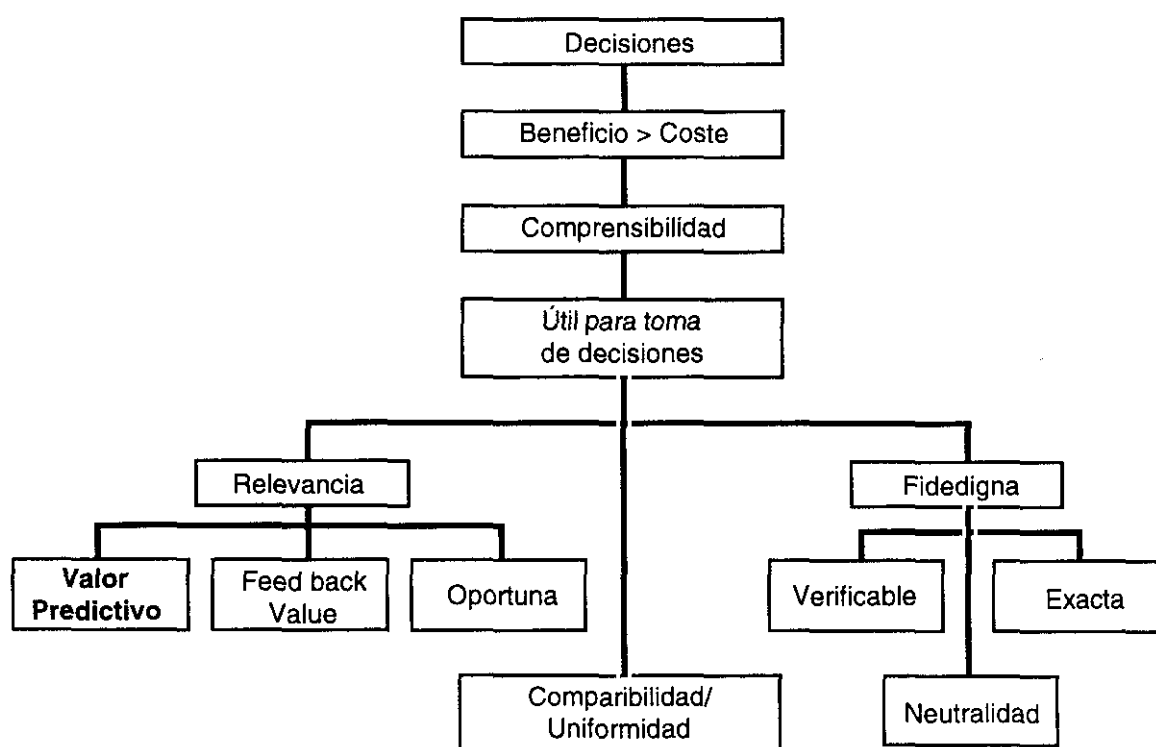 Decisiones
Beneficio > Coste
Comprensibilidad
Útil para toma
de decisiones
Relevancia
Fidedigna
Valor
Predictivo
Feed back
Value
Oportuna
Verificable
Exacta
Comparibilidad/
Uniformidad
Neutralidad